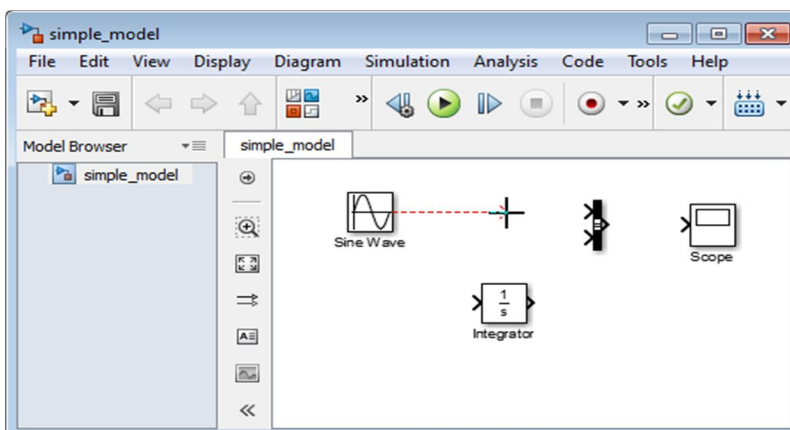 simple_model
File Edit View Display Diagram Simulation Analysis Code Tools Help
Model Browser
simple_model
simple_model
Sine Wave
Scope
1
s
Integrator